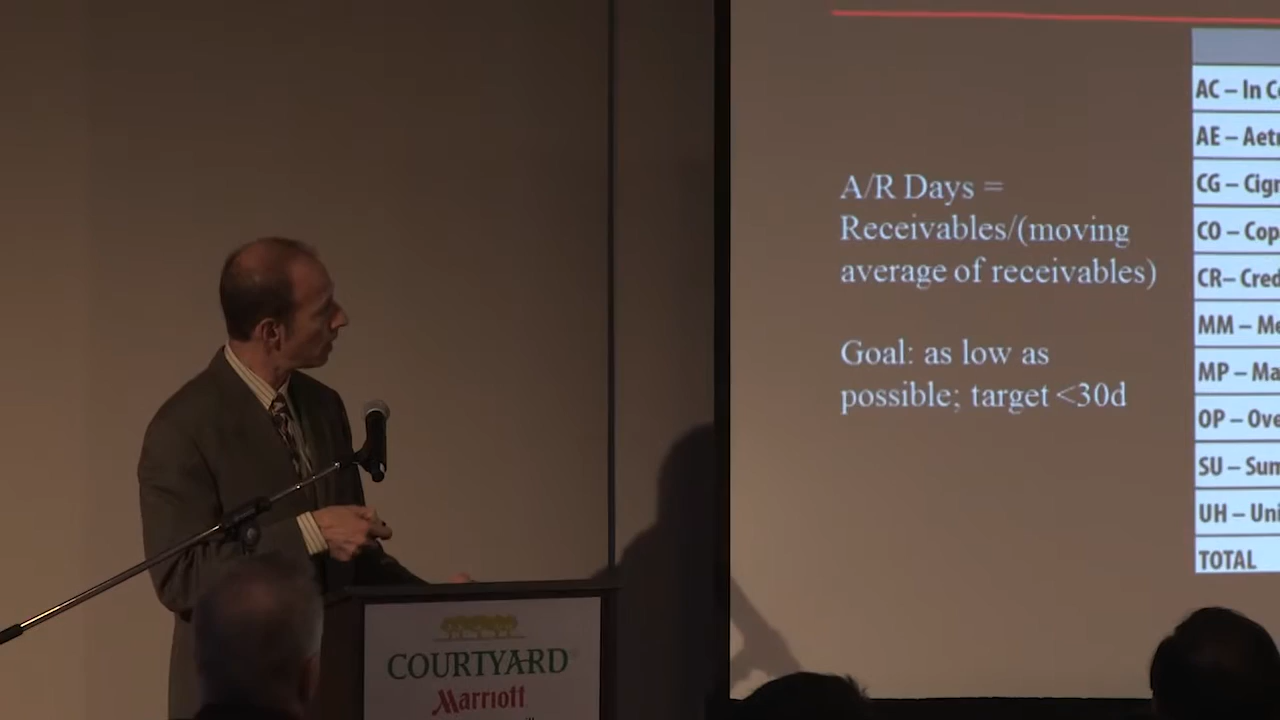 A/R Days =
Receivables/(moving
average of receivables)
Goal: as low as
possible; target <30d
AC – In C
AE – Aet
CG – Cig
CO – Cop
CR– Cred
MM – Me
MP – Ma
OP – Ove
SU – Sum
UH – Uni
TOTAL
COURTYARD
Marriott